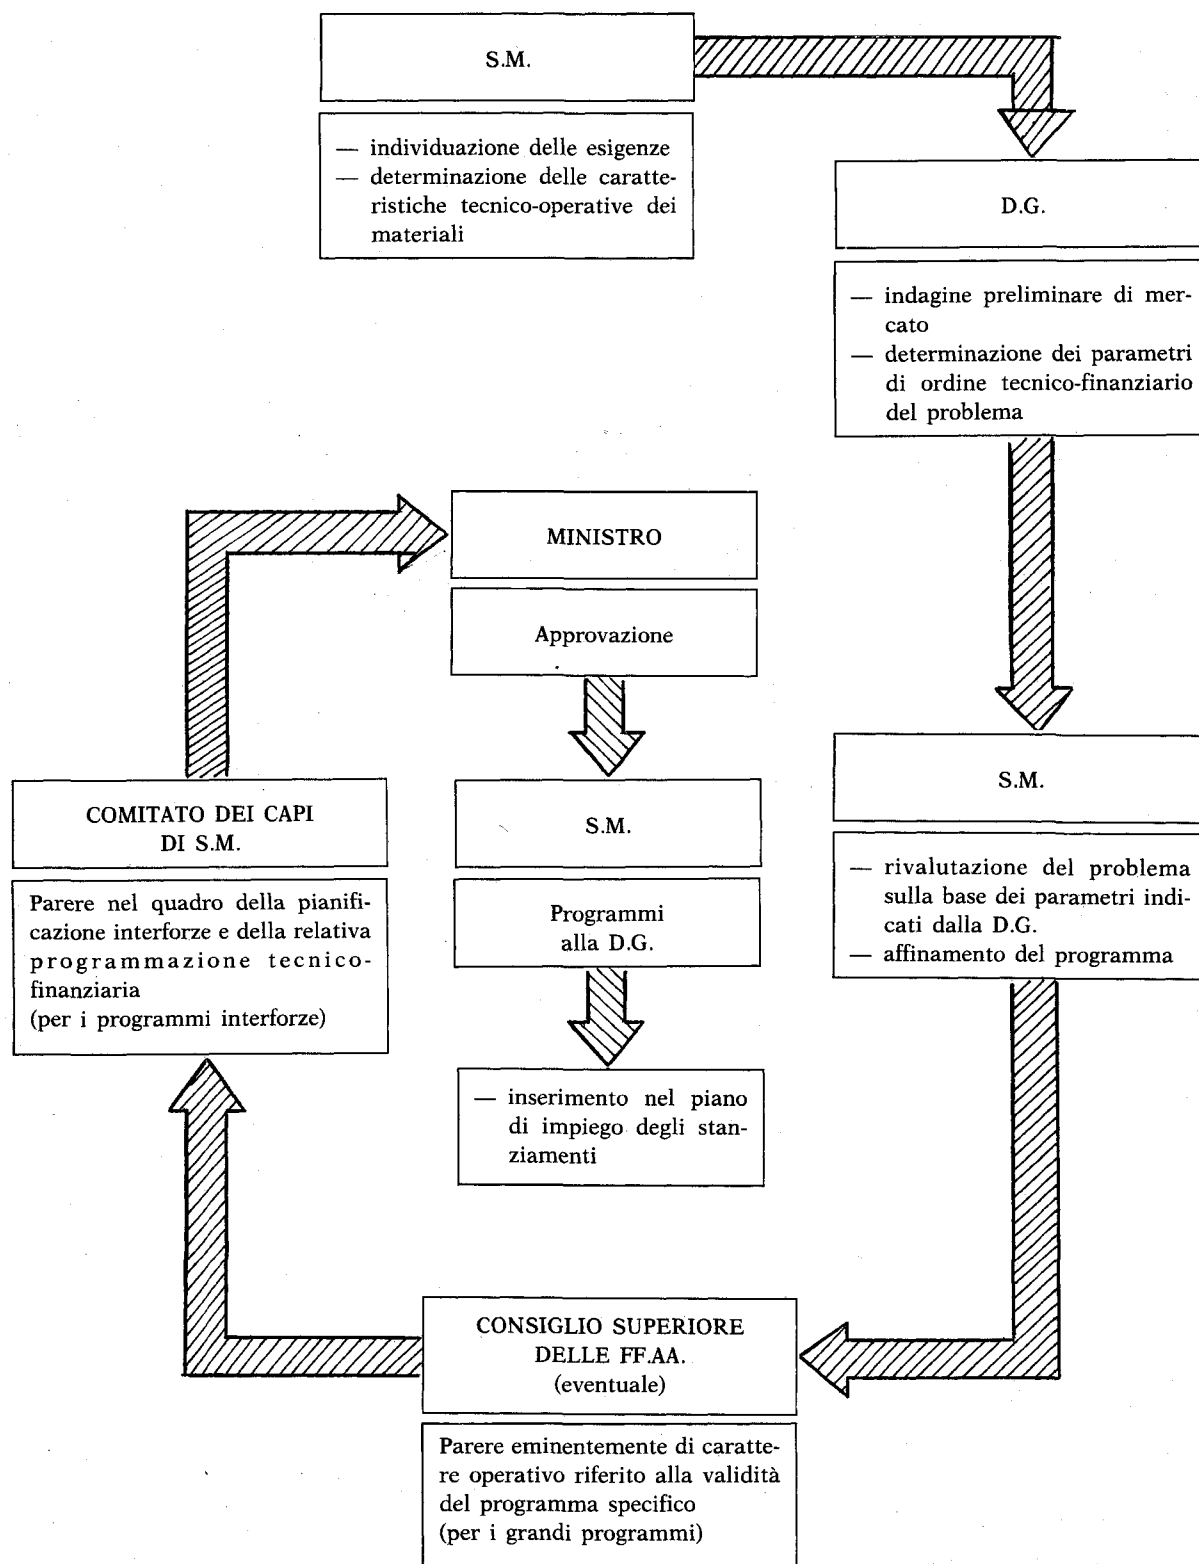 S.M.
— individuazione delle esigenze
— determinazione delle caratte-
ristiche tecnico-operative dei
materiali
D.G.
— indagine preliminare di mer-
cato
— determinazione dei parametri
di ordine tecnico-finanziario
del problema
S.M.
— rivalutazione del problema
sulla base dei parametri indi-
cati dalla D.G.
— affinamento del programma
CONSIGLIO SUPERIORE
DELLE FF.AA.
(eventuale)
Parere eminentemente di caratte-
re operativo riferito alla validità
del programma specifico
(per i grandi programmi)
COMITATO DEI CAPI
DI S.M.
Parere nel quadro della pianifi-
cazione interforze e della relativa
programmazione tecnico-
finanziaria
(per i programmi interforze)
MINISTRO
Approvazione
S.M.
Programmi
alla D.G.
— inserimento nel piano
di impiego degli stan-
ziamenti